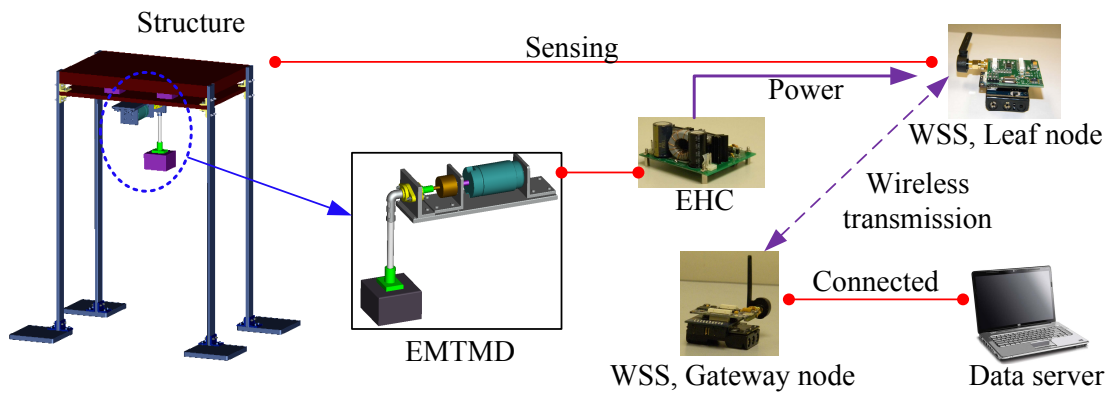 Structure
Sensing
Power
WSS, Leaf node
EHC
Wireless
transmission
EMTMD
Connected
WSS, Gateway node
Data server